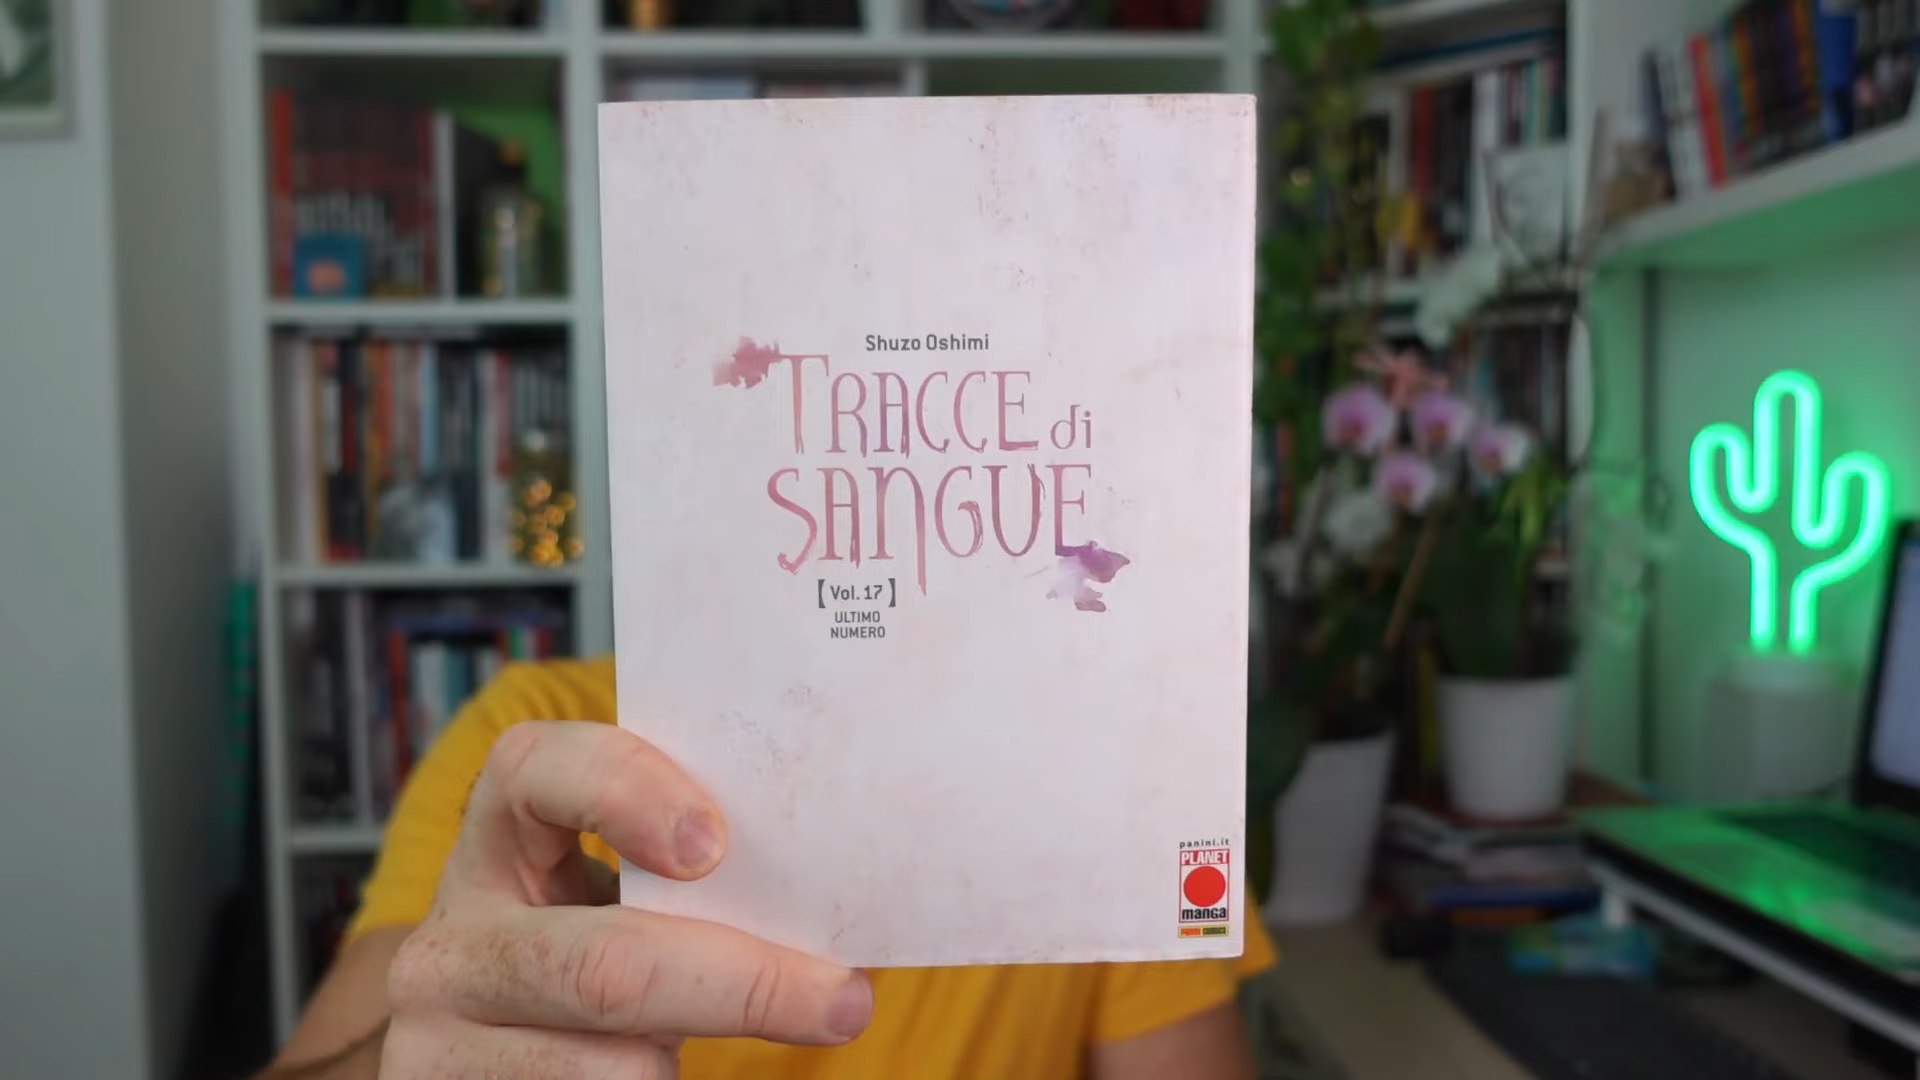 Shuzo Oshimi
TRACCE di
SANGUE
【Vol. 17】
ULTIMO
NUMERO
panini.it
PLANET
manga
PANINI COMICS